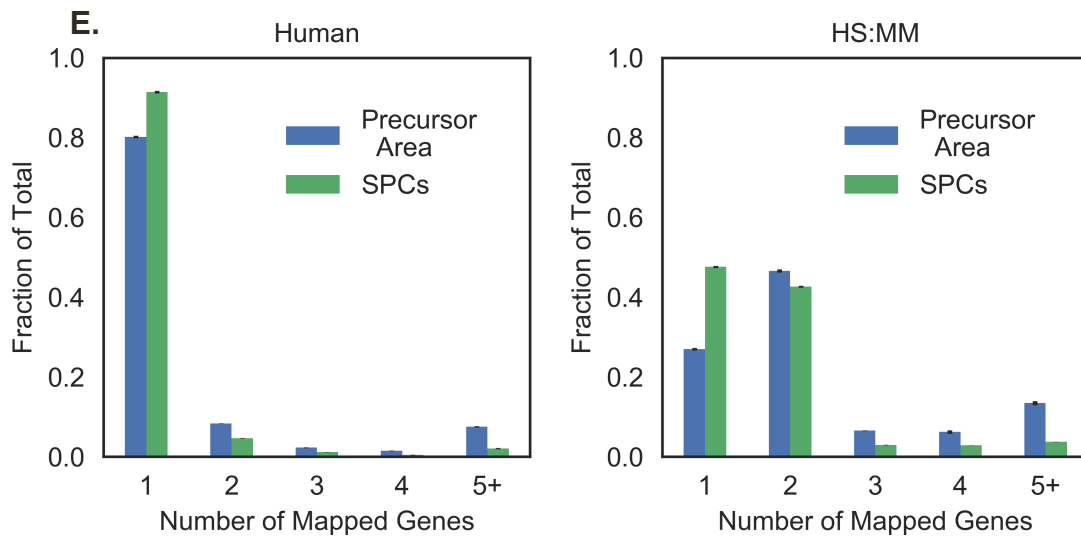 E.
Human
1.0
0.8
0.6
0.4
0.2
0.0
Fraction of Total
Precursor
Area
SPCs
1 2 3 4 5+
Number of Mapped Genes
HS:MM
1.0
0.8
0.6
0.4
0.2
0.0
Fraction of Total
Precursor
Area
SPCs
1 2 3 4 5+
Number of Mapped Genes